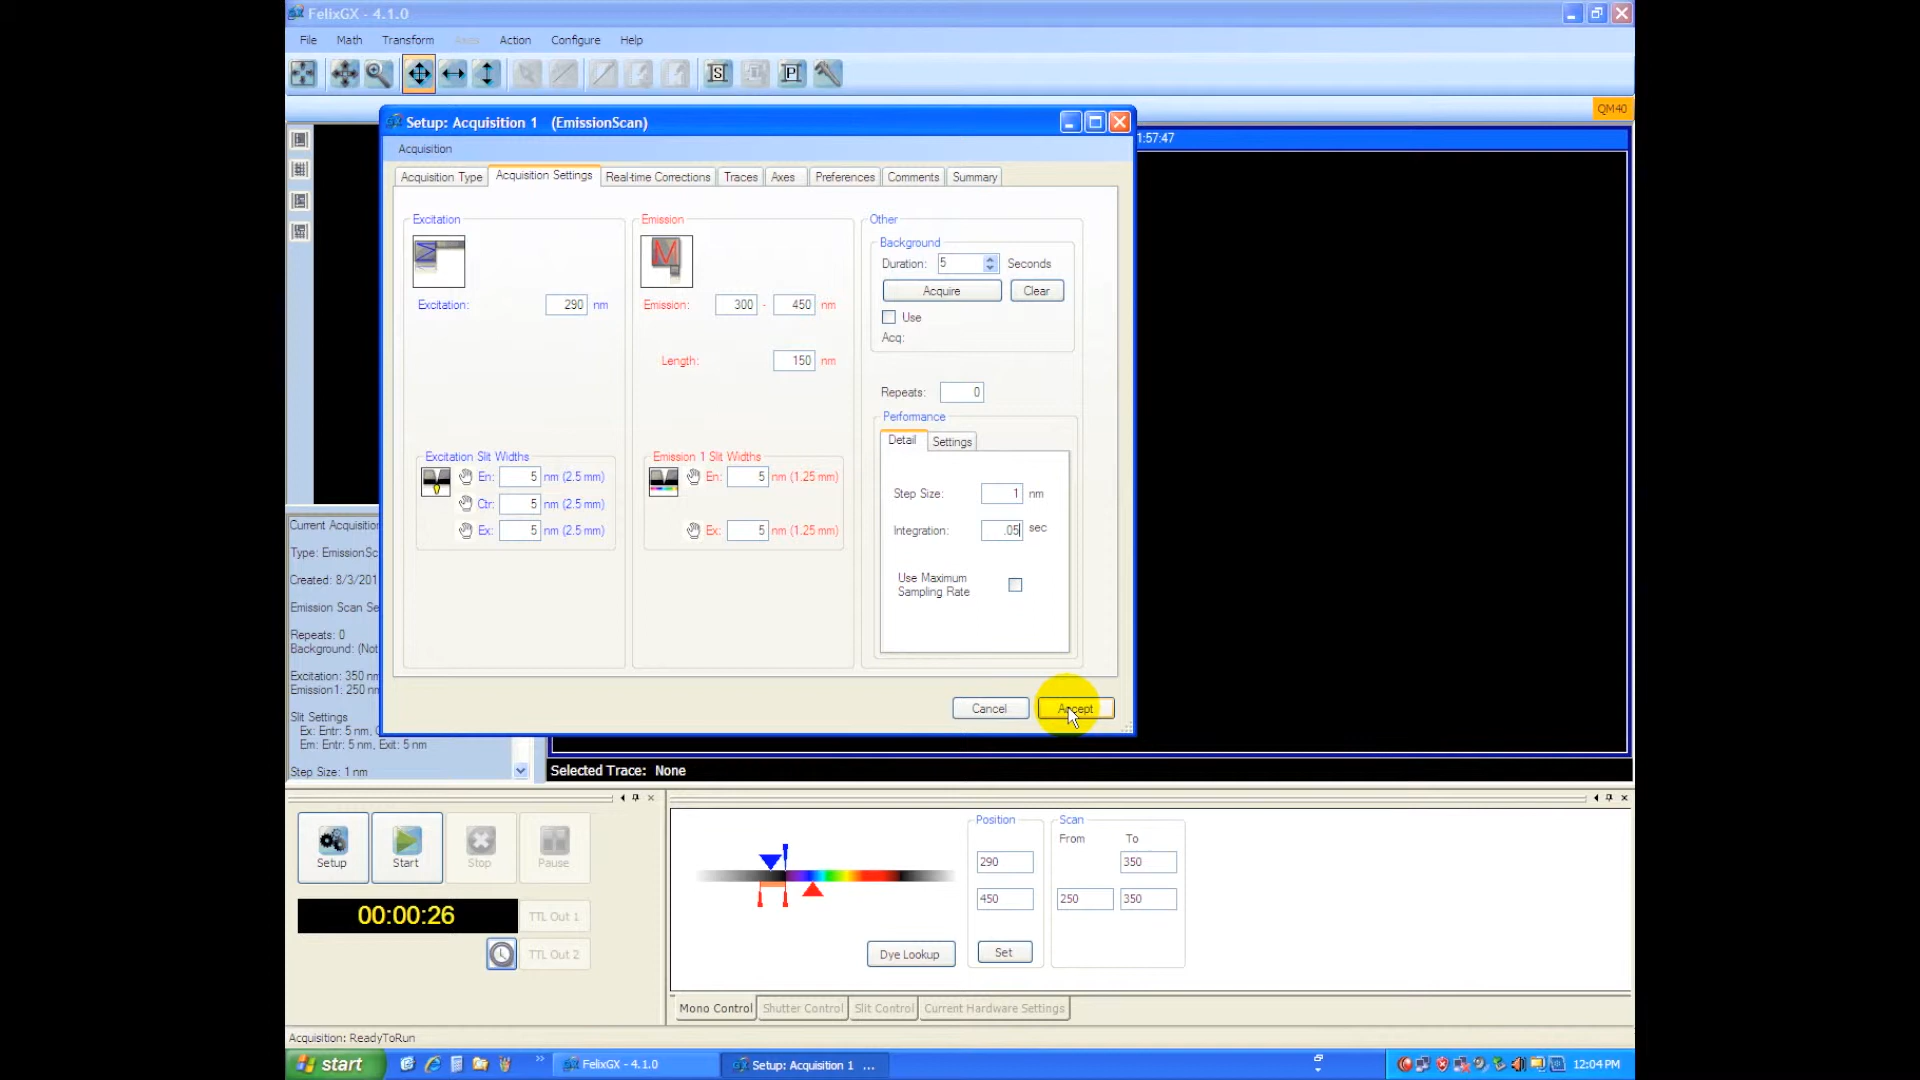 FelixGX - 4.1.0
File Math Transform Axes Action Configure Help
S P
QM40
Setup: Acquisition 1 (EmissionScan)
1:57:47
Acquisition
Acquisition Type Acquisition Settings Real-time Corrections Traces Axes Preferences Comments Summary
Excitation
Excitation: 290 nm
Excitation Slit Widths
En: 5 nm (2.5 mm)
Ctr: 5 nm (2.5 mm)
Ex: 5 nm (2.5 mm)
Emission
M
Emission: 300 - 450 nm
Length: 150 nm
Emission 1 Slit Widths
En: 5 nm (1.25 mm)
Ex: 5 nm (1.25 mm)
Other
Background
Duration: 5 Seconds
Acquire Clear
Use
Acq:
Repeats: 0
Performance
Detail Settings
Step Size: 1 nm
Integration: .05 sec
Use Maximum
Sampling Rate
Cancel Accept
Current Acquisition
Type: EmissionSc
Created: 8/3/201
Emission Scan Se
Repeats: 0
Background: (Not
Excitation: 350 nm
Emission1: 250 nm
Slit Settings
Ex: Entr: 5 nm, C
Em: Entr: 5 nm, Exit: 5 nm
Step Size: 1 nm
Selected Trace: None
Setup Start Stop Pause
00:00:26
TTL Out 1
TTL Out 2
Position
290
450
Set
Dye Lookup
Scan
From To
350
250 350
Mono Control Shutter Control Slit Control Current Hardware Settings
Acquisition: ReadyToRun
start FelixGX - 4.1.0 Setup: Acquisition 1 ... 12:04 PM